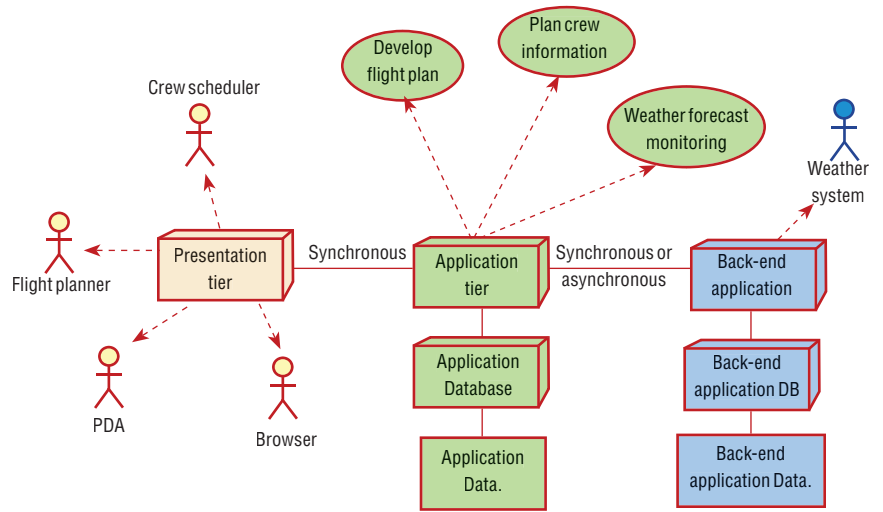 Plan crew
information
Develop
flight plan
Crew scheduler
Weather forecast
monitoring
Weather
system
Flight planner
Presentation
tier
Synchronous
Application
tier
Synchronous or
asynchronous
Back-end
application
PDA
Browser
Application
Database
Back-end
application DB
Application
Data.
Back-end
application Data.